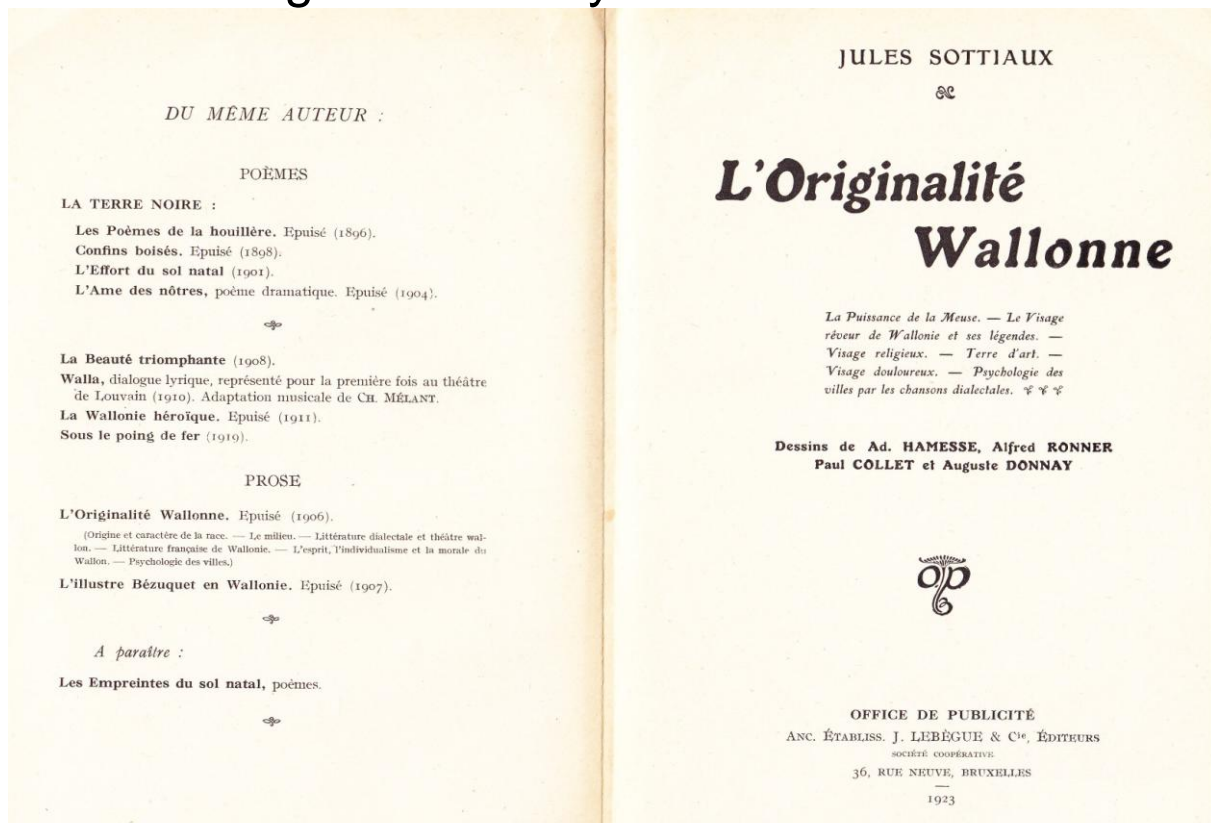 DU MÊME AUTEUR :
POÈMES
LA TERRE NOIRE :
Les Poèmes de la houillère. Epuisé (1896).
Confins boisés. Epuisé (1898).
L'Effort du sol natal (1901).
L'Ame des nôtres, poème dramatique. Epuisé (1904).
La Beauté triomphante (1908).
Walla, dialogue lyrique, représenté pour la première fois au théâtre
de Louvain (1910). Adaptation musicale de CH. MÉLANT.
La Wallonie héroïque. Epuisé (1911).
Sous le poing de fer (1919).
PROSE
L'Originalité Wallonne. Epuisé (1906).
(Origine et caractère de la race. — Le milieu. — Littérature dialectale et théâtre wal-
lon. — Littérature française de Wallonie. — L'esprit, l'individualisme et la morale du
Wallon. — Psychologie des villes.)
L'illustre Bézuquet en Wallonie. Epuisé (1907).
A paraître :
Les Empreintes du sol natal, poèmes.
JULES SOTTIAUX
L'Originalité
Wallonne
La Puissance de la Meuse. — Le Visage
rêveur de Wallonie et ses légendes. —
Visage religieux. — Terre d'art. —
Visage douloureux. — Psychologie des
villes par les chansons dialectales.
Dessins de Ad. HAMESSE, Alfred RONNER
Paul COLLET et Auguste DONNAY
OFFICE DE PUBLICITÉ
ANC. ÉTABLISS. J. LEBÈGUE & Cie, ÉDITEURS
SOCIÉTÉ COOPÉRATIVE
36, RUE NEUVE, BRUXELLES
1923